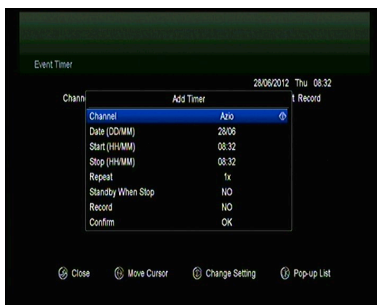 Event Timer
28/06/2012 Thu 08:32
Chann
t Record
Add Timer
Channel Azio
Date (DD/MM) 28/06
Start (HH/MM) 08:32
Stop (HH/MM) 08:32
Repeat 1x
Standby When Stop NO
Record NO
Confirm OK
Close Move Cursor Change Setting Pop-up List